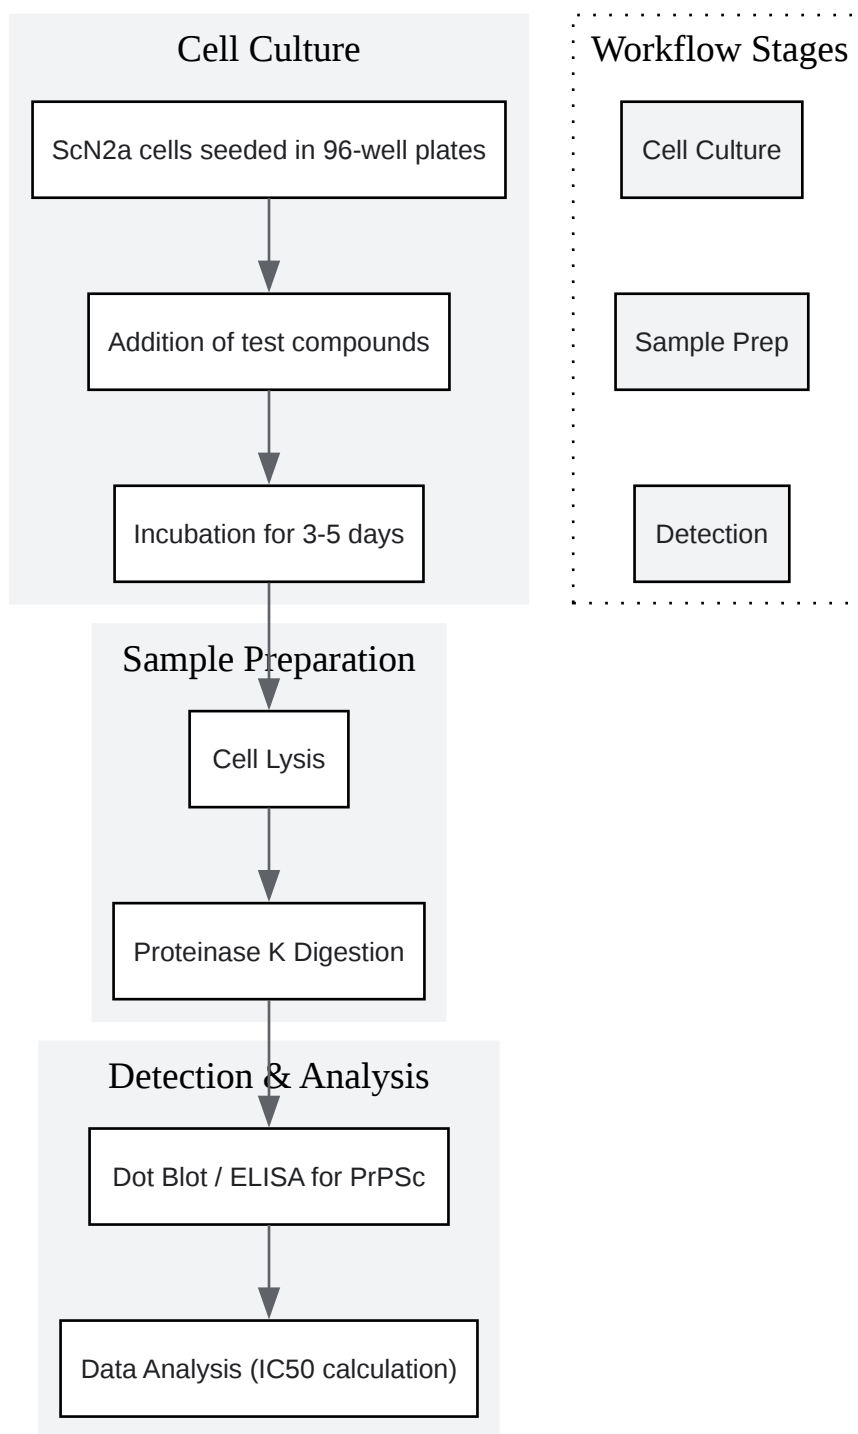 Cell Culture
ScN2a cells seeded in 96-well plates
Addition of test compounds
Incubation for 3-5 days
Sample Preparation
Cell Lysis
Proteinase K Digestion
Detection & Analysis
Dot Blot / ELISA for PrPSc
Data Analysis (IC50 calculation)
Workflow Stages
Cell Culture
Sample Prep
Detection